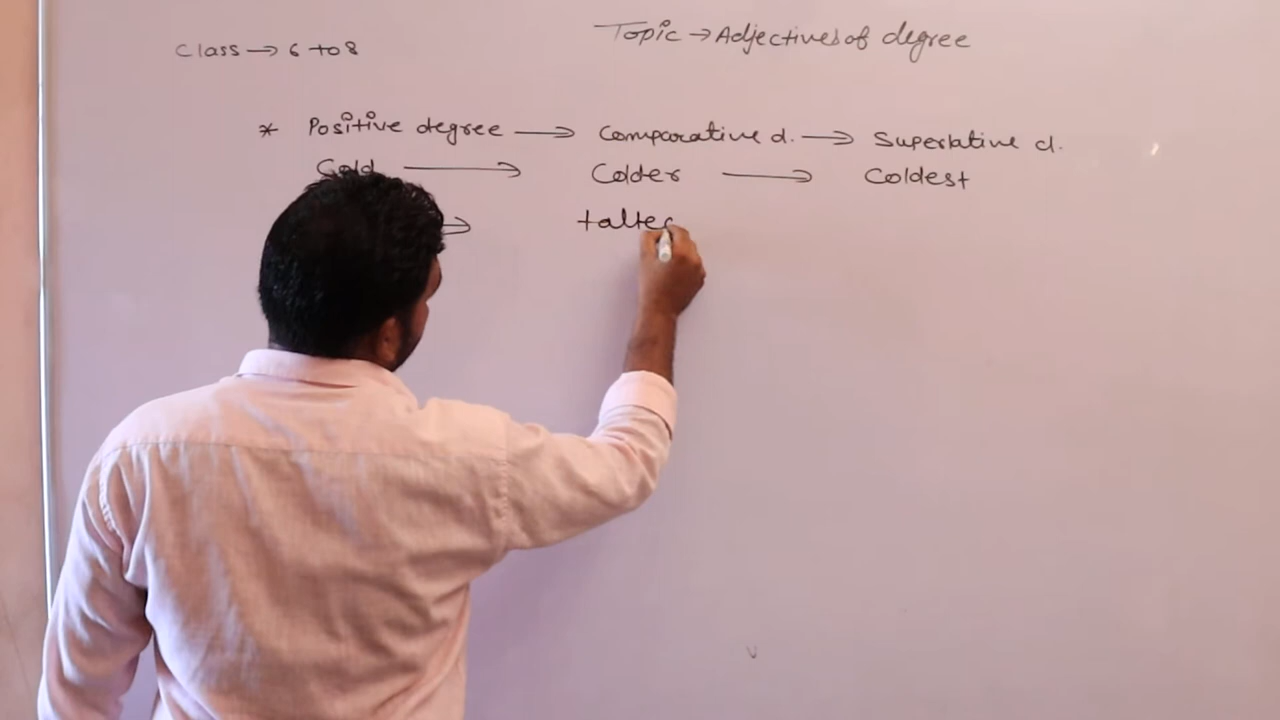 Class → 6 to 8
Topic → Adjectives of degree
* Positive degree → Comparative d. → Superlative d.
Cold → Colder → Coldest
→ taller